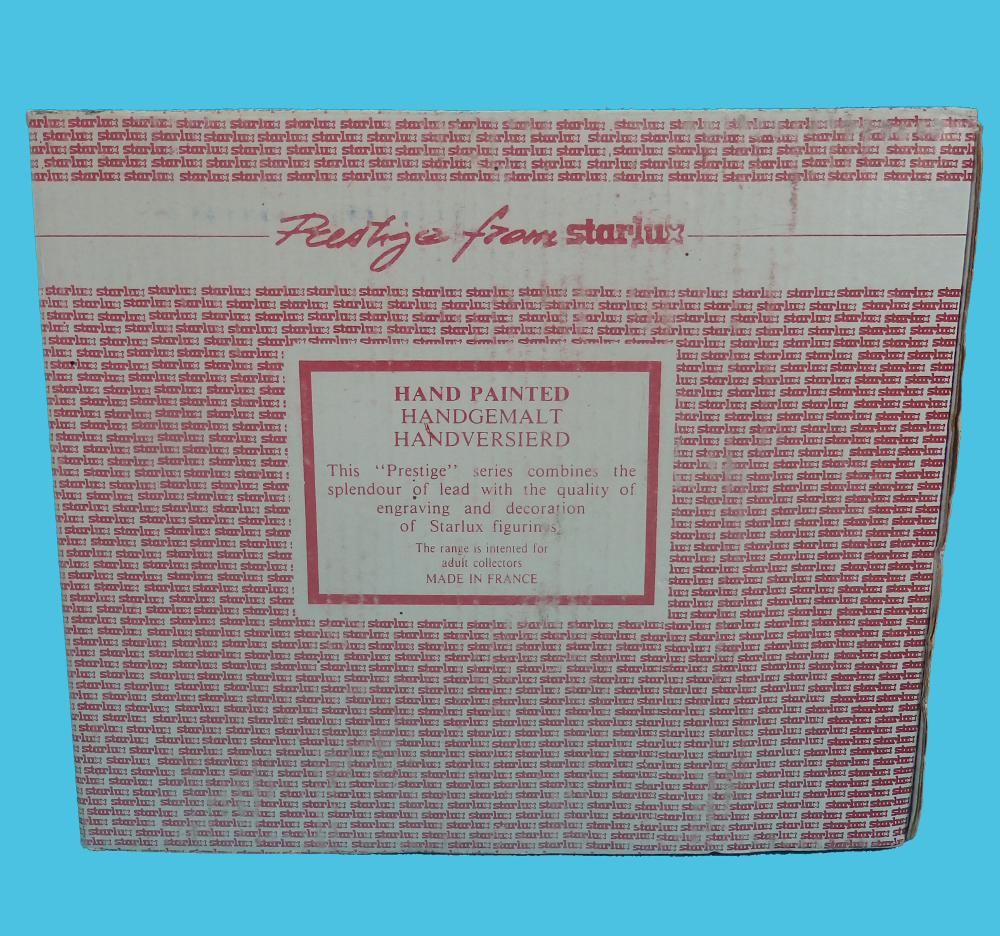 Prestige from starlux
HAND PAINTED
HANDGEMALT
HANDVERSIERD
This "Prestige" series combines the
splendour of lead with the quality of
engraving and decoration
of Starlux figurin s.
The range is intented for
adult collectors
MADE IN FRANCE